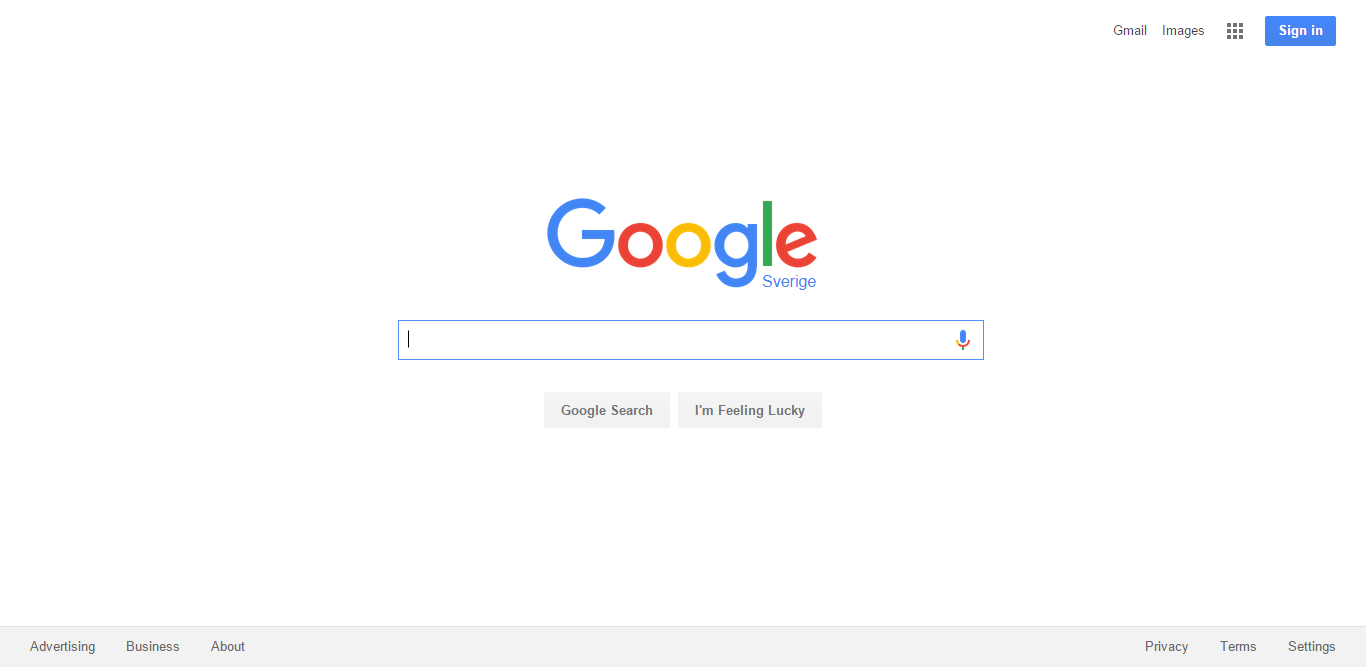 Gmail Images Sign in
Google
Sverige
Google Search I'm Feeling Lucky
Advertising Business About Privacy Terms Settings